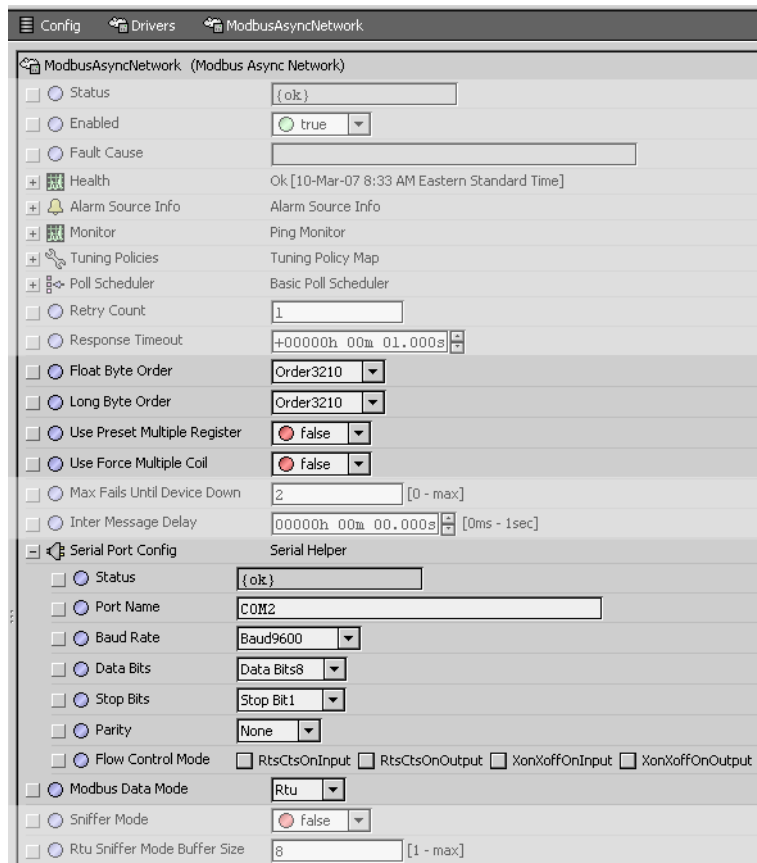 Config Drivers ModbusAsyncNetwork
ModbusAsyncNetwork (Modbus Async Network)
Status {ok}
Enabled true
Fault Cause
Health Ok [10-Mar-07 8:33 AM Eastern Standard Time]
Alarm Source Info Alarm Source Info
Monitor Ping Monitor
Tuning Policies Tuning Policy Map
Poll Scheduler Basic Poll Scheduler
Retry Count 1
Response Timeout +00000h 00m 01.000s
Float Byte Order Order3210
Long Byte Order Order3210
Use Preset Multiple Register false
Use Force Multiple Coil false
Max Fails Until Device Down 2 [0 - max]
Inter Message Delay 00000h 00m 00.000s [0ms - 1sec]
Serial Port Config Serial Helper
Status {ok}
Port Name COM2
Baud Rate Baud9600
Data Bits Data Bits8
Stop Bits Stop Bit1
Parity None
Flow Control Mode RtsCtsOnInput RtsCtsOnOutput XonXoffOnInput XonXoffOnOutput
Modbus Data Mode Rtu
Sniffer Mode false
Rtu Sniffer Mode Buffer Size 8 [1 - max]